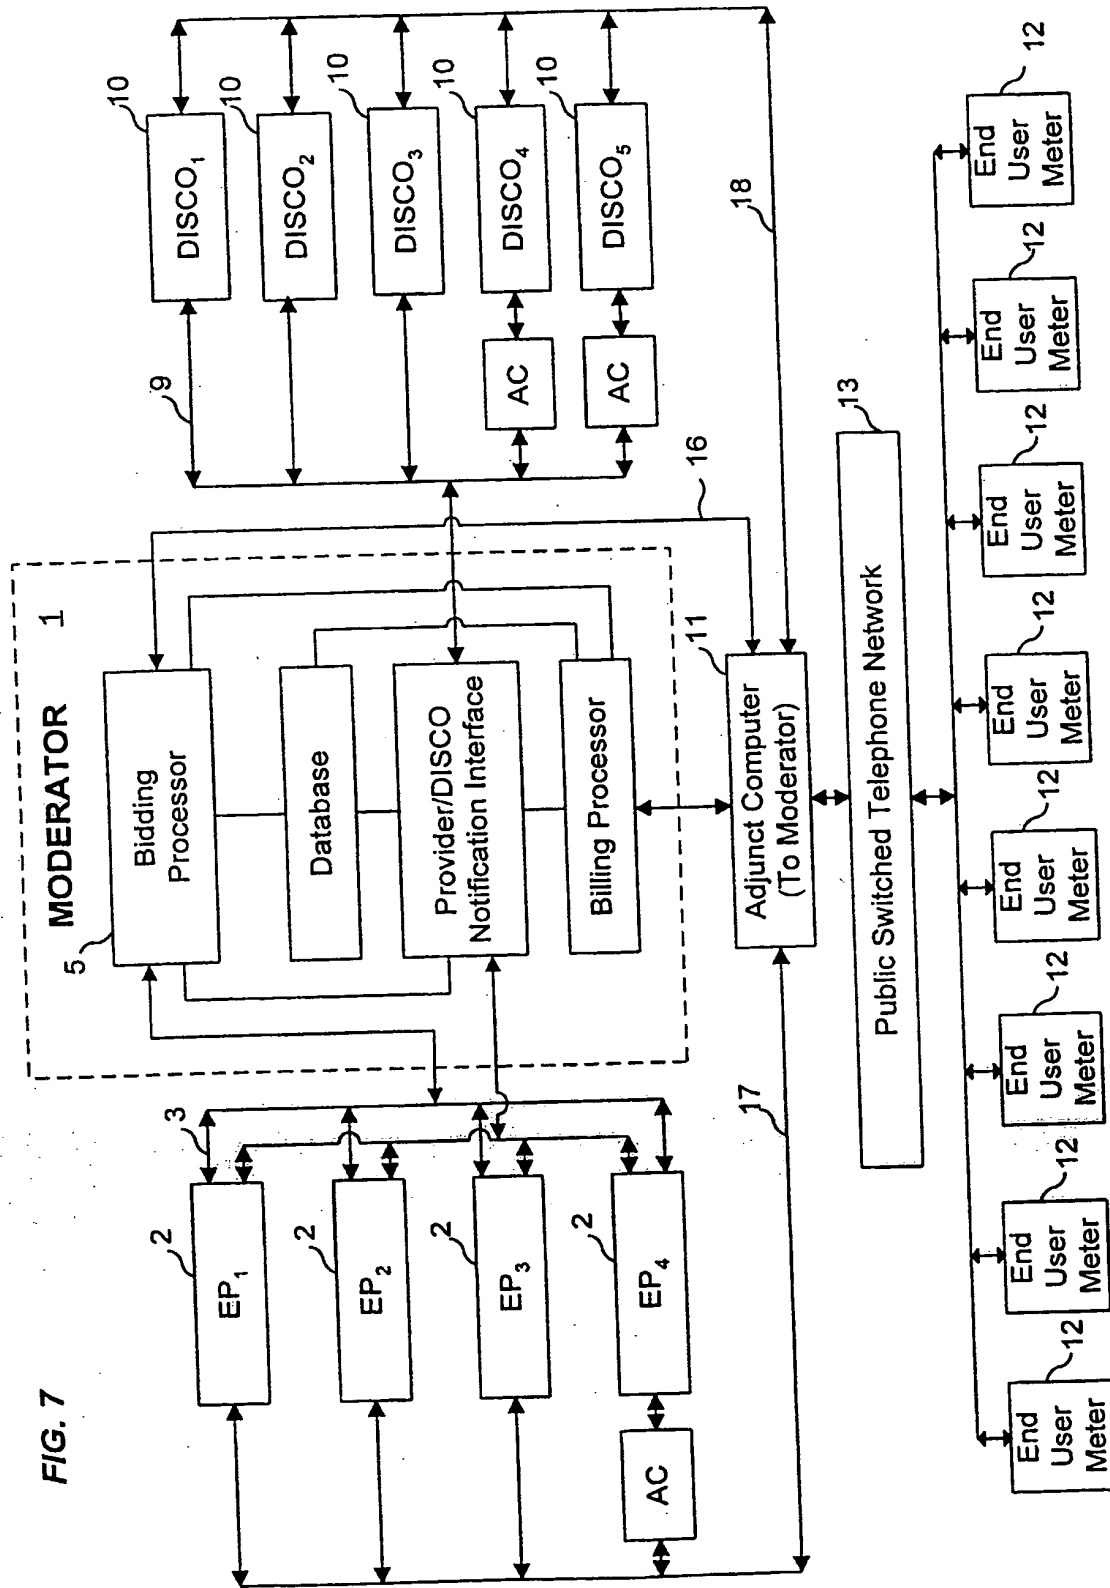 FIG. 7
MODERATOR
1
5
Bidding
Processor
Database
Provider/DISCO
Notification Interface
Billing Processor
2
EP1
2
EP2
2
EP3
2
EP4
AC
3
9
10
DISCO1
10
DISCO2
10
DISCO3
10
DISCO4
10
DISCO5
AC
AC
16
17
18
11
Adjunct Computer
(To Moderator)
13
Public Switched Telephone Network
12
End
User
Meter
12
End
User
Meter
12
End
User
Meter
12
End
User
Meter
12
End
User
Meter
12
End
User
Meter
12
End
User
Meter
12
End
User
Meter